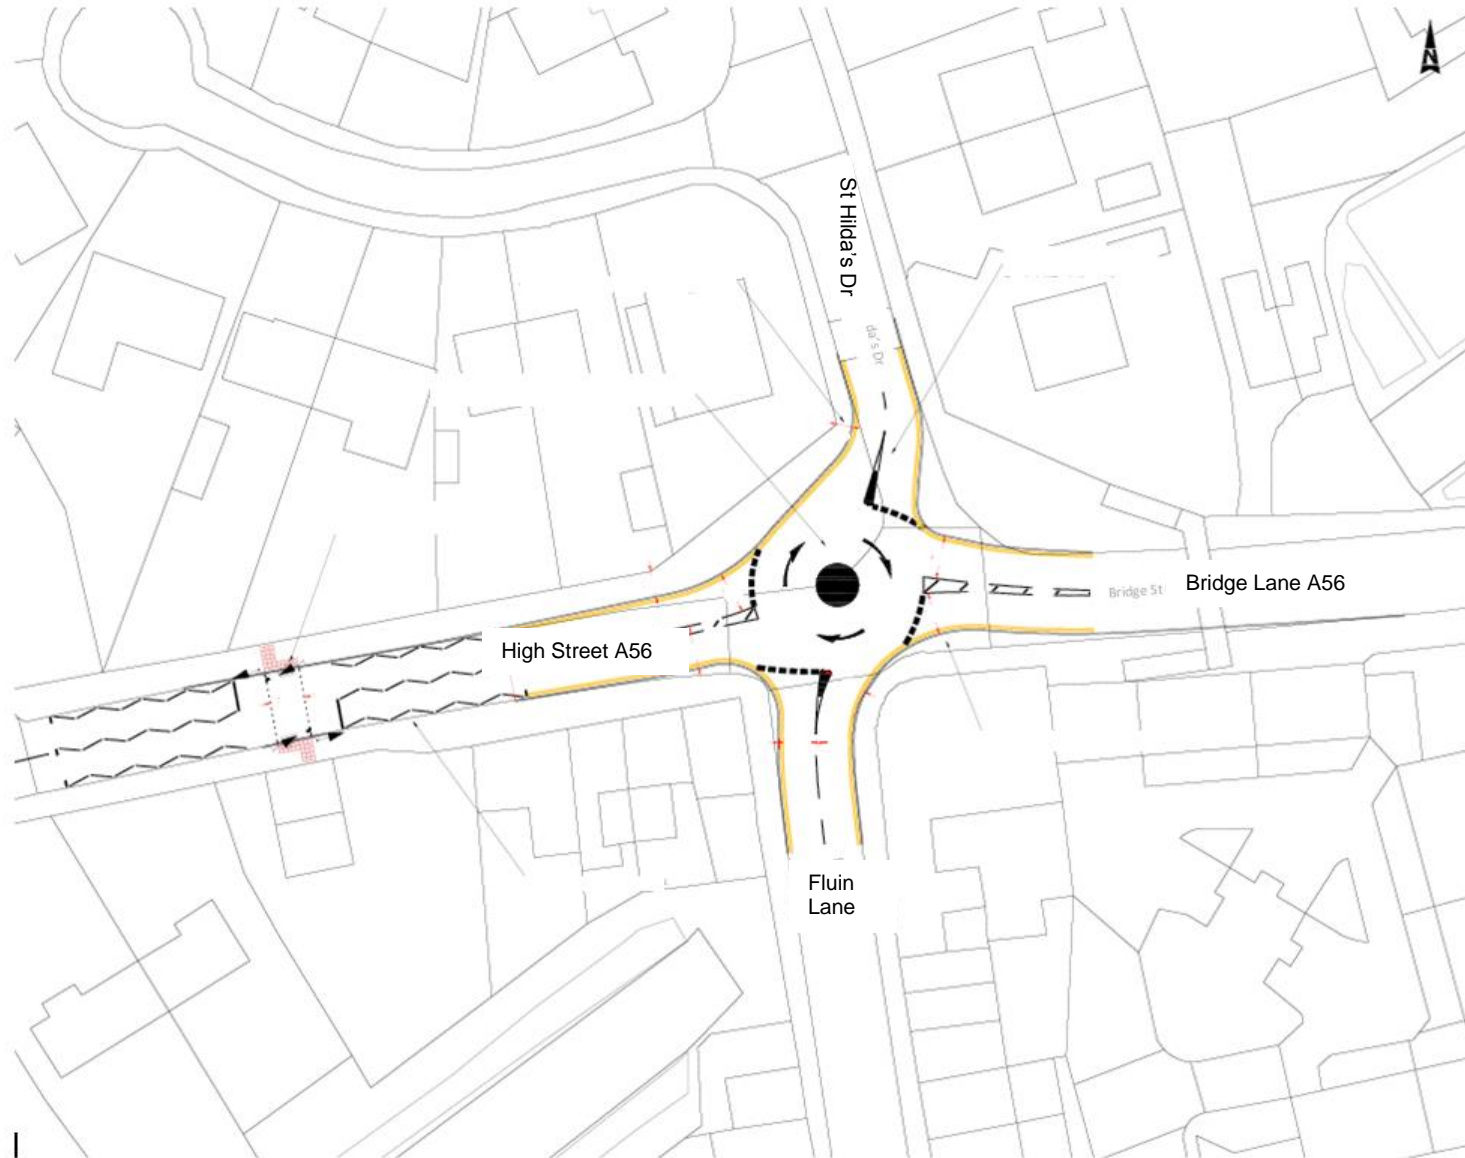 N
St Hilda's Dr
da's Dr
Bridge St
Bridge Lane A56
High Street A56
Fluin
Lane